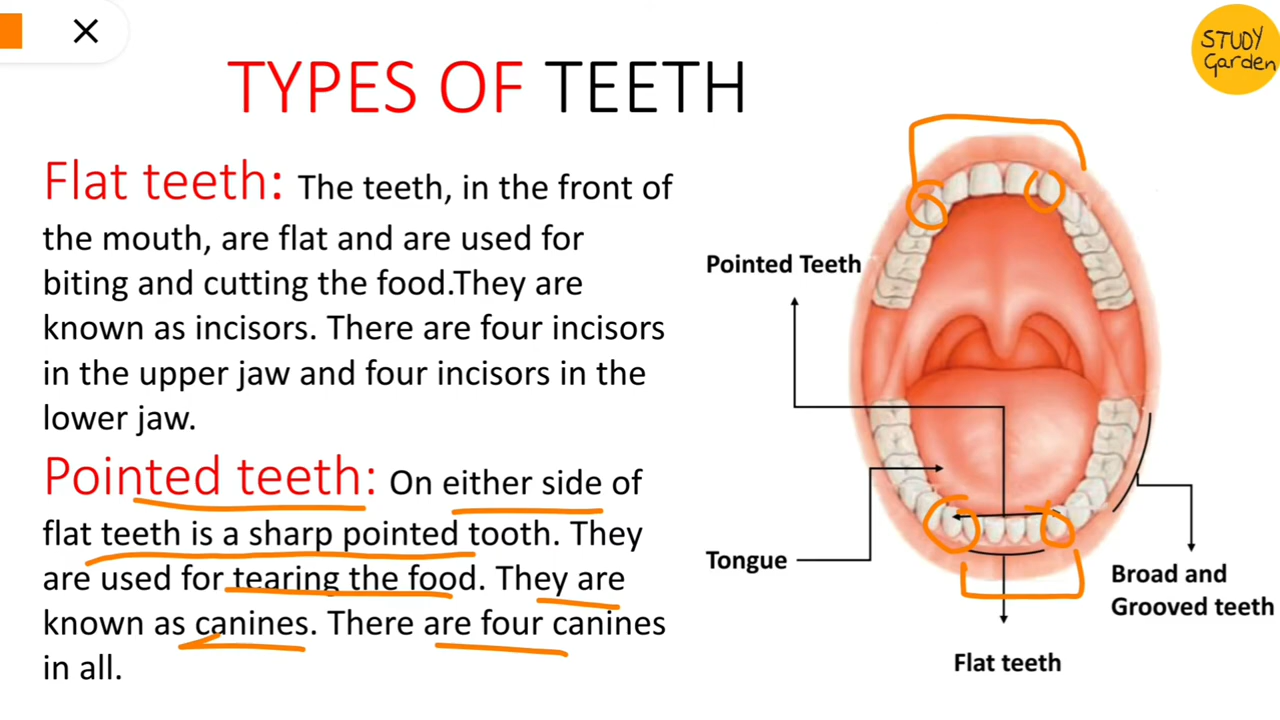 STUDY
Garden
TYPES OF TEETH
Flat teeth: The teeth, in the front of
the mouth, are flat and are used for
biting and cutting the food.They are
known as incisors. There are four incisors
in the upper jaw and four incisors in the
lower jaw.
Pointed teeth: On either side of
flat teeth is a sharp pointed tooth. They
are used for tearing the food. They are
known as canines. There are four canines
in all.
Pointed Teeth
Tongue
Broad and
Grooved teeth
Flat teeth